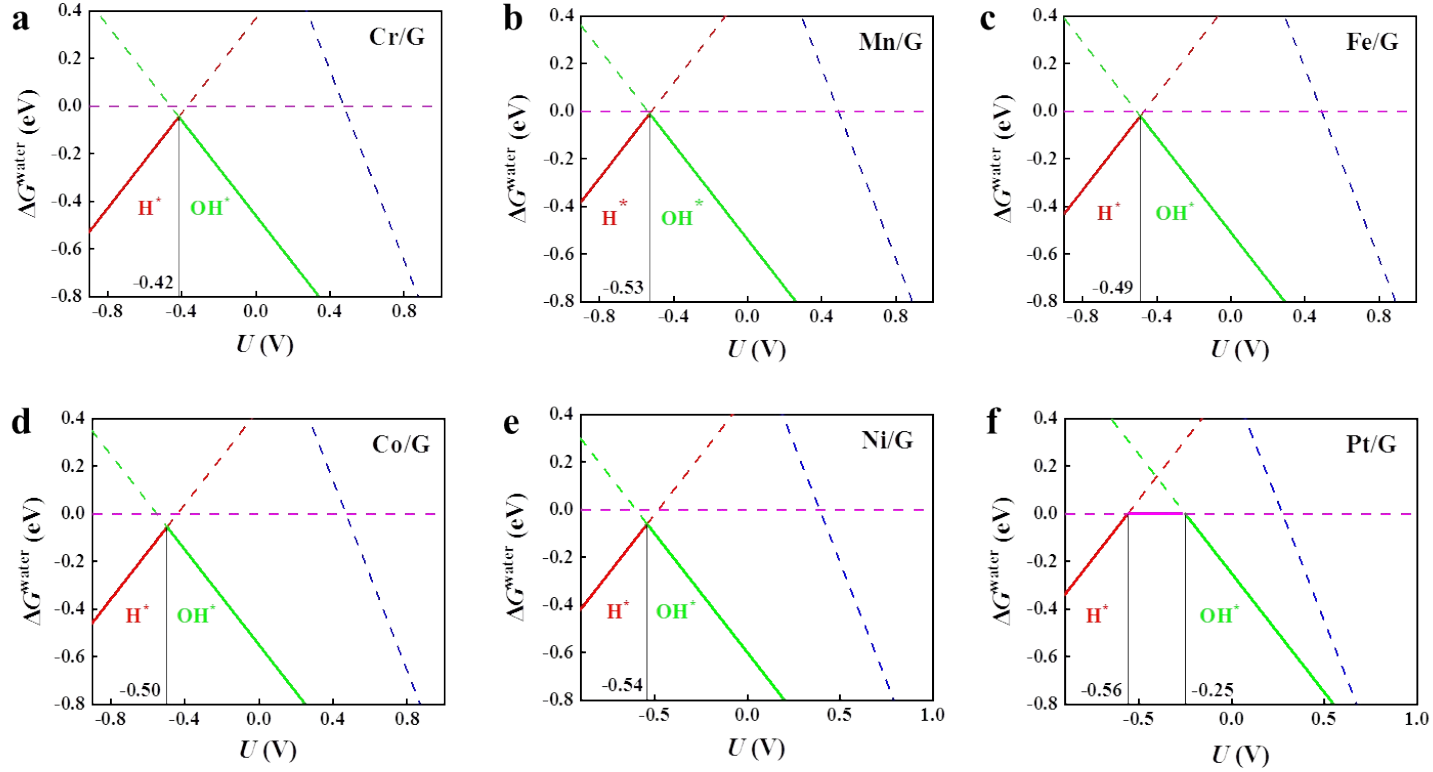 a
Cr/G
0.4
0.2
0.0
-0.2
-0.4
-0.6
-0.8
ΔG^water (eV)
H*
OH*
-0.42
-0.8
-0.4
0.0
0.4
0.8
U (V)
b
Mn/G
0.4
0.2
0.0
-0.2
-0.4
-0.6
-0.8
ΔG^water (eV)
H*
OH*
-0.53
-0.8
-0.4
0.0
0.4
0.8
U (V)
c
Fe/G
0.4
0.2
0.0
-0.2
-0.4
-0.6
-0.8
ΔG^water (eV)
H*
OH*
-0.49
-0.8
-0.4
0.0
0.4
0.8
U (V)
d
Co/G
0.4
0.2
0.0
-0.2
-0.4
-0.6
-0.8
ΔG^water (eV)
H*
OH*
-0.50
-0.8
-0.4
0.0
0.4
0.8
U (V)
e
Ni/G
0.4
0.2
0.0
-0.2
-0.4
-0.6
-0.8
ΔG^water (eV)
H*
OH*
-0.54
-0.5
0.0
0.5
1.0
U (V)
f
Pt/G
0.4
0.2
0.0
-0.2
-0.4
-0.6
-0.8
ΔG^water (eV)
H*
OH*
-0.56
-0.25
-0.5
0.0
0.5
1.0
U (V)